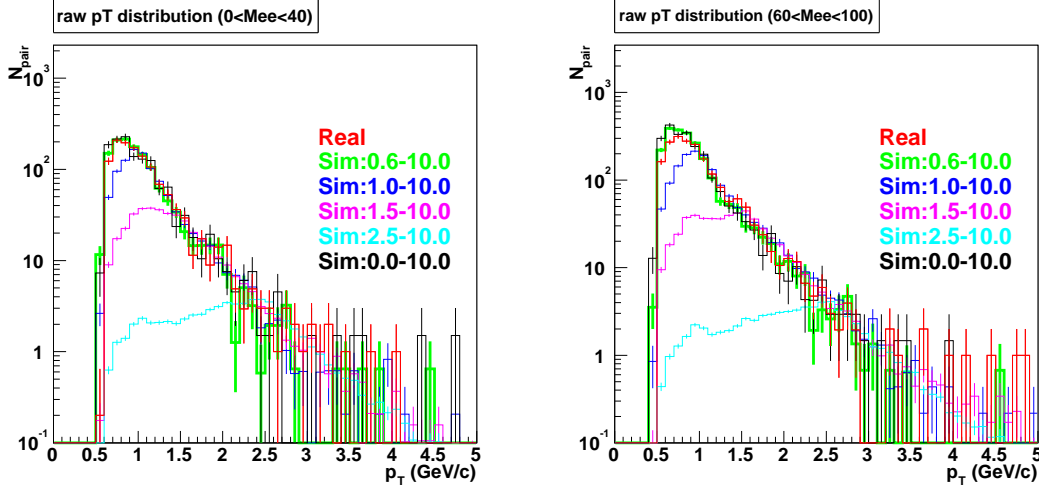 raw pT distribution (0<Mee<40)
N_pair
10^3
10^2
10
1
10^-1
Real
Sim:0.6-10.0
Sim:1.0-10.0
Sim:1.5-10.0
Sim:2.5-10.0
Sim:0.0-10.0
0 0.5 1 1.5 2 2.5 3 3.5 4 4.5 5
p_T (GeV/c)
raw pT distribution (60<Mee<100)
N_pair
10^3
10^2
10
1
10^-1
Real
Sim:0.6-10.0
Sim:1.0-10.0
Sim:1.5-10.0
Sim:2.5-10.0
Sim:0.0-10.0
0 0.5 1 1.5 2 2.5 3 3.5 4 4.5 5
p_T (GeV/c)